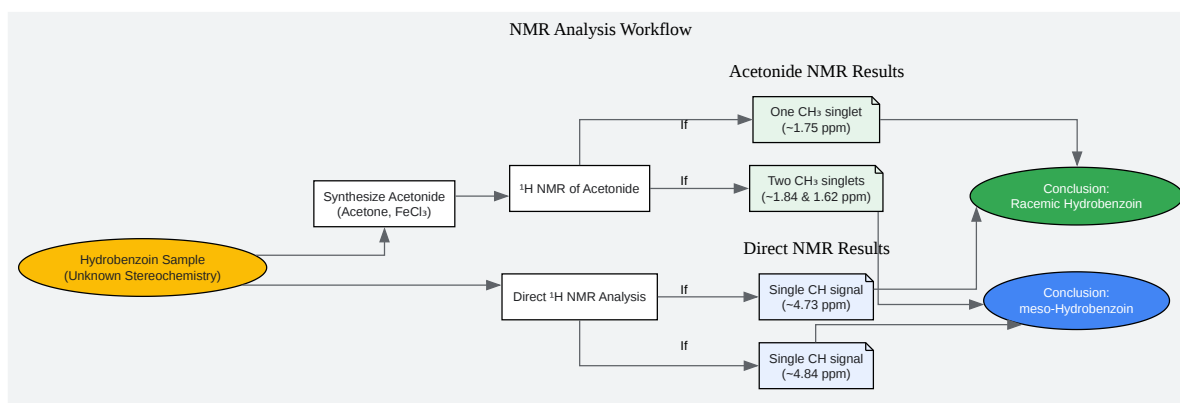 NMR Analysis Workflow
Acetonide NMR Results
One CH₃ singlet
(~1.75 ppm)
If
Two CH₃ singlets
(~1.84 & 1.62 ppm)
If
¹H NMR of Acetonide
Synthesize Acetonide
(Acetone, FeCl₃)
Conclusion:
Racemic Hydrobenzoin
Hydrobenzoin Sample
(Unknown Stereochemistry)
Direct NMR Results
Direct ¹H NMR Analysis
If
Single CH signal
(~4.73 ppm)
Conclusion:
meso-Hydrobenzoin
If
Single CH signal
(~4.84 ppm)